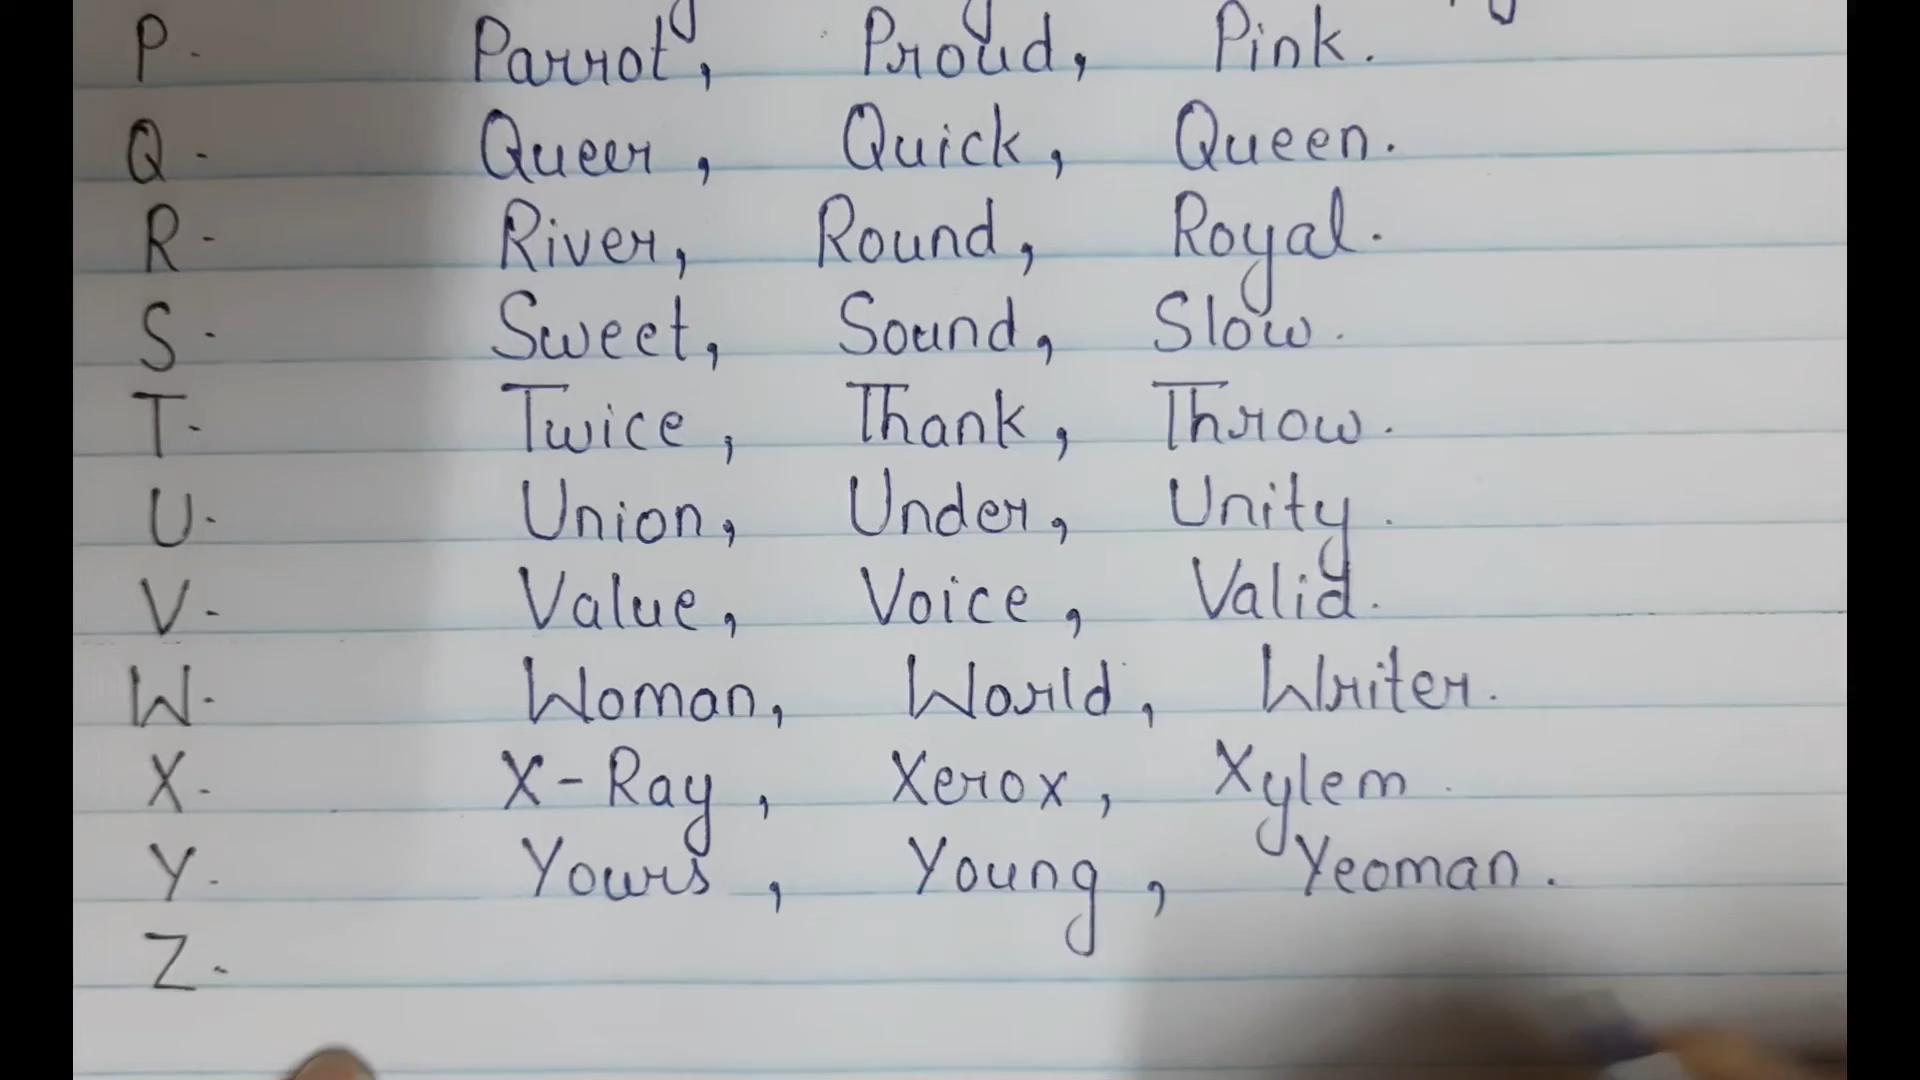 P- Parrot, Proud, Pink.
Q- Queer, Quick, Queen.
R- River, Round, Royal.
S- Sweet, Sound, Slow.
T- Twice, Thank, Throw.
U- Union, Under, Unity.
V- Value, Voice, Valid.
W- Woman, World, Writer.
X- X-Ray, Xerox, Xylem.
Y- Yours, Young, Yeoman.
Z-